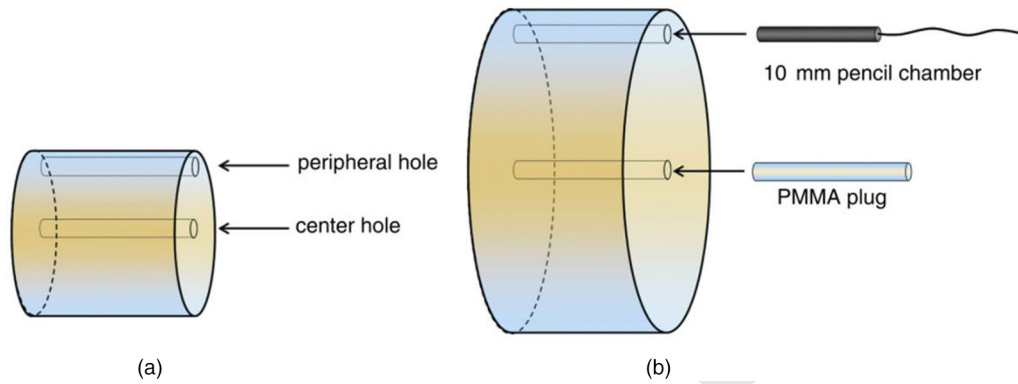 peripheral hole
center hole
(a)
10 mm pencil chamber
PMMA plug
(b)